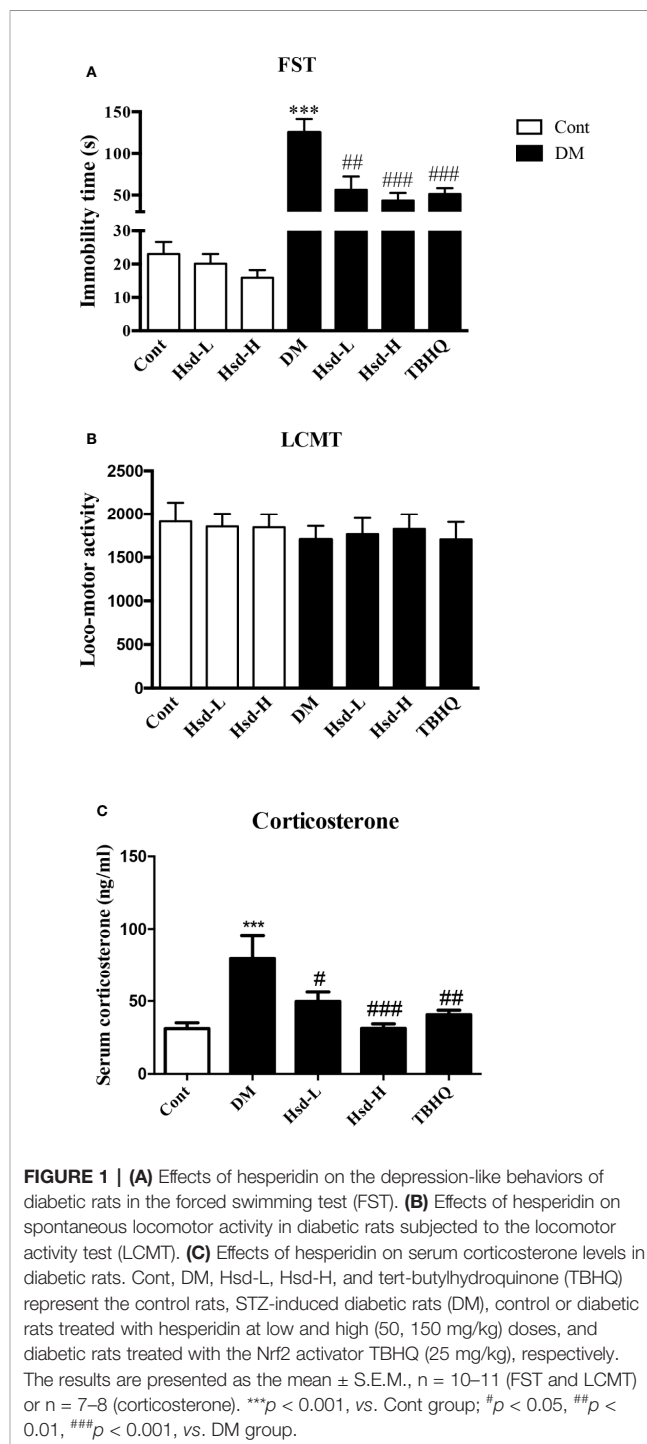 A
FST
Immobility time (s)
150
100
50
30
20
10
0
***
##
###
###
Cont
DM
Cont
Hsd-L
Hsd-H
DM
Hsd-L
Hsd-H
TBHQ
B
LCMT
Loco-motor activity
2500
2000
1500
1000
500
0
Cont
Hsd-L
Hsd-H
DM
Hsd-L
Hsd-H
TBHQ
C
Corticosterone
Serum corticosterone (ng/ml)
150
100
50
0
***
#
###
##
Cont
DM
Hsd-L
Hsd-H
TBHQ
FIGURE 1 | (A) Effects of hesperidin on the depression-like behaviors of
diabetic rats in the forced swimming test (FST). (B) Effects of hesperidin on
spontaneous locomotor activity in diabetic rats subjected to the locomotor
activity test (LCMT). (C) Effects of hesperidin on serum corticosterone levels in
diabetic rats. Cont, DM, Hsd-L, Hsd-H, and tert-butylhydroquinone (TBHQ)
represent the control rats, STZ-induced diabetic rats (DM), control or diabetic
rats treated with hesperidin at low and high (50, 150 mg/kg) doses, and
diabetic rats treated with the Nrf2 activator TBHQ (25 mg/kg), respectively.
The results are presented as the mean ± S.E.M., n = 10–11 (FST and LCMT)
or n = 7–8 (corticosterone). ***p < 0.001, vs. Cont group; #p < 0.05, ##p <
0.01, ###p < 0.001, vs. DM group.